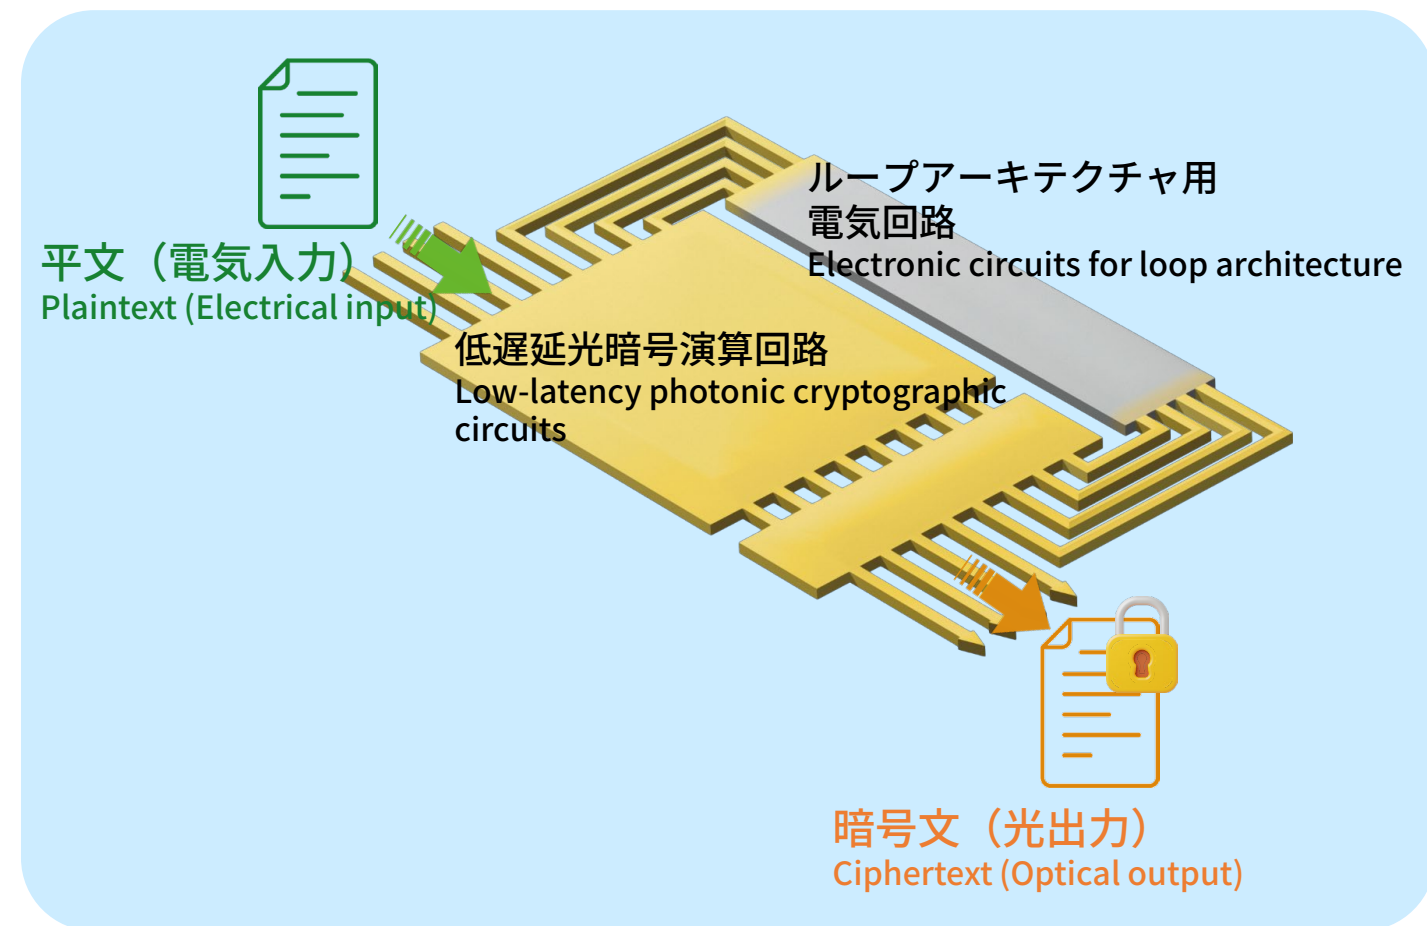 平文（電気入力）
Plaintext (Electrical input)
ループアーキテクチャ用
電気回路
Electronic circuits for loop architecture
低遅延光暗号演算回路
Low-latency photonic cryptographic
circuits
暗号文（光出力）
Ciphertext (Optical output)